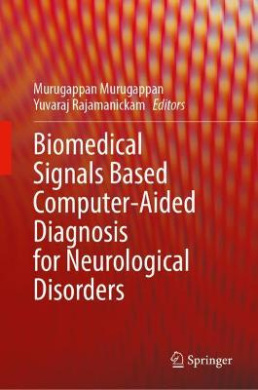 Murugappan Murugappan
Yuvaraj Rajamanickam Editors
Biomedical
Signals Based
Computer-Aided
Diagnosis
for Neurological
Disorders
Springer